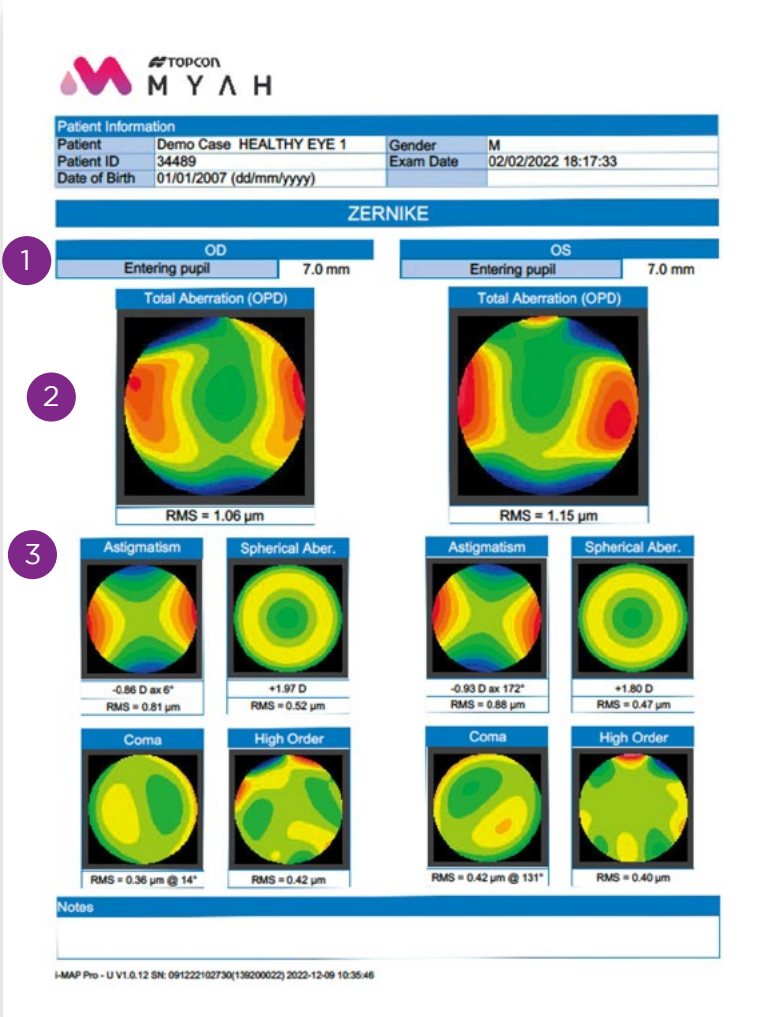 TOPCON
MYAH
Patient Information
Patient Demo Case HEALTHY EYE 1 Gender M
Patient ID 34489 Exam Date 02/02/2022 18:17:33
Date of Birth 01/01/2007 (dd/mm/yyyy)
ZERNIKE
1
OD OS
Entering pupil 7.0 mm Entering pupil 7.0 mm
Total Aberration (OPD) Total Aberration (OPD)
2
RMS = 1.06 µm RMS = 1.15 µm
3
Astigmatism Spherical Aber. Astigmatism Spherical Aber.
-0.86 D ax 6° +1.97 D -0.93 D ax 172° +1.80 D
RMS = 0.81 µm RMS = 0.52 µm RMS = 0.88 µm RMS = 0.47 µm
Coma High Order Coma High Order
RMS = 0.36 µm @ 14° RMS = 0.42 µm RMS = 0.42 µm @ 131° RMS = 0.40 µm
Notes
i-MAP Pro - U V1.0.12 SN: 091222102730(139200022) 2022-12-09 10:35:46